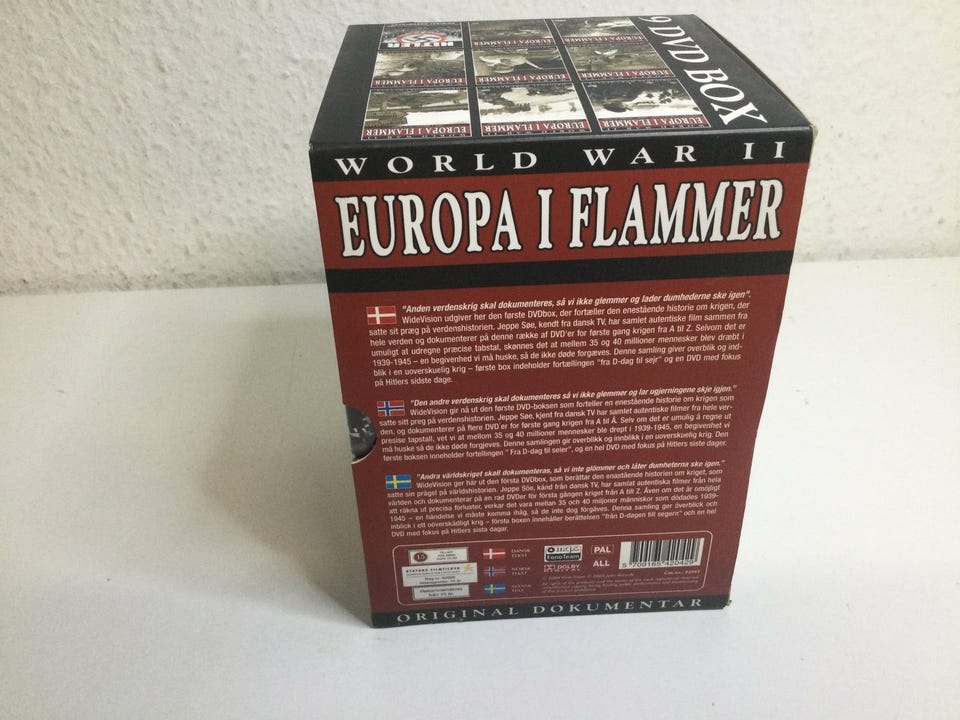 9 DVD BOX
HITLER
EUROPA I FLAMMER
EUROPA I FLAMMER
EUROPA I FLAMMER
EUROPA I FLAMMER
EUROPA I FLAMMER
EUROPA I FLAMMER
EUROPA I FLAMMER
EUROPA I FLAMMER
WORLD WAR II
EUROPA I FLAMMER
"Anden verdenskrig skal dokumenteres, så vi ikke glemmer og lader dumhederne ske igen".
WideVision udgiver her den første DVDbox, der fortæller den enestående historie om krigen, der
satte sit præg på verdenshistorien. Jeppe Søe, kendt fra dansk TV, har samlet autentiske film sammen fra
hele verden og dokumenterer på denne række af DVD'er for første gang krigen fra A til Z. Selvom det er
umuligt at udregne præcise tabstal, skønnes det at mellem 35 og 40 millioner mennesker blev dræbt i
1939-1945 – en begivenhed vi må huske, så de ikke døde forgæves. Denne samling giver overblik og ind-
blik i en uoverskuelig krig – første box indeholder fortællingen "fra D-dag til sejr" og en DVD med fokus
på Hitlers sidste dage.
"Den andre verdenskrig skal dokumenteres så vi ikke glemmer og lar ugjerningene skje igjen."
WideVision gir nå ut den første DVD-boksen som forteller en enestående historie om krigen som
satte sitt preg på verdenshistorien. Jeppe Søe, kjent fra dansk TV har samlet autentiske filmer fra hele ver-
den, og dokumenterer på flere DVD'er for første gang krigen fra A til Å. Selv om det er umulig å regne ut
precise tapstall, vet vi at mellom 35 og 40 millioner mennesker ble drept i 1939-1945, en begivenhet vi
må huske så de ikke døde forgjeves. Denne samlingen gir overblikk og innblikk i en uoverskuelig krig. Den
første boksen inneholder fortellingen " Fra D-dag til seier", og en hel DVD med fokus på Hitlers siste dager.
"Andra världskriget skall dokumenteras, så vi inte glömmer och låter dumheterna ske igen."
WideVision ger här ut den första DVDbox, som berättar den enestående historien om kriget, som
satte sin prägel på världshistorien. Jeppe Söe, känd från dansk TV, har samlat autentiska filmer från hela
världen och dokumenterar på en rad DVDer för första gången kriget från A till Z. Även om det är omöjligt
att räkna ut precisa förluster, verkar det vara mellam 35 och 40 miljoner människor som dödades 1939-
1945 – en händelse vi måste komma ihåg, så de inte dog förgäves. Denna samling ger överblick och
inblick i ett oöverskådligt krig – första boxen innehåller berättelsen "från D-dagen till segern" och en hel
DVD med fokus på Hitlers sista dagar.
15
STATENS FILMTILSYN
DANSK
TEKST
NORSK
TEKST
SVENSK
TEXT
Omega
FonoTeam
DOLBY
PAL
ALL
5 709165 420429
ORIGINAL DOKUMENTAR